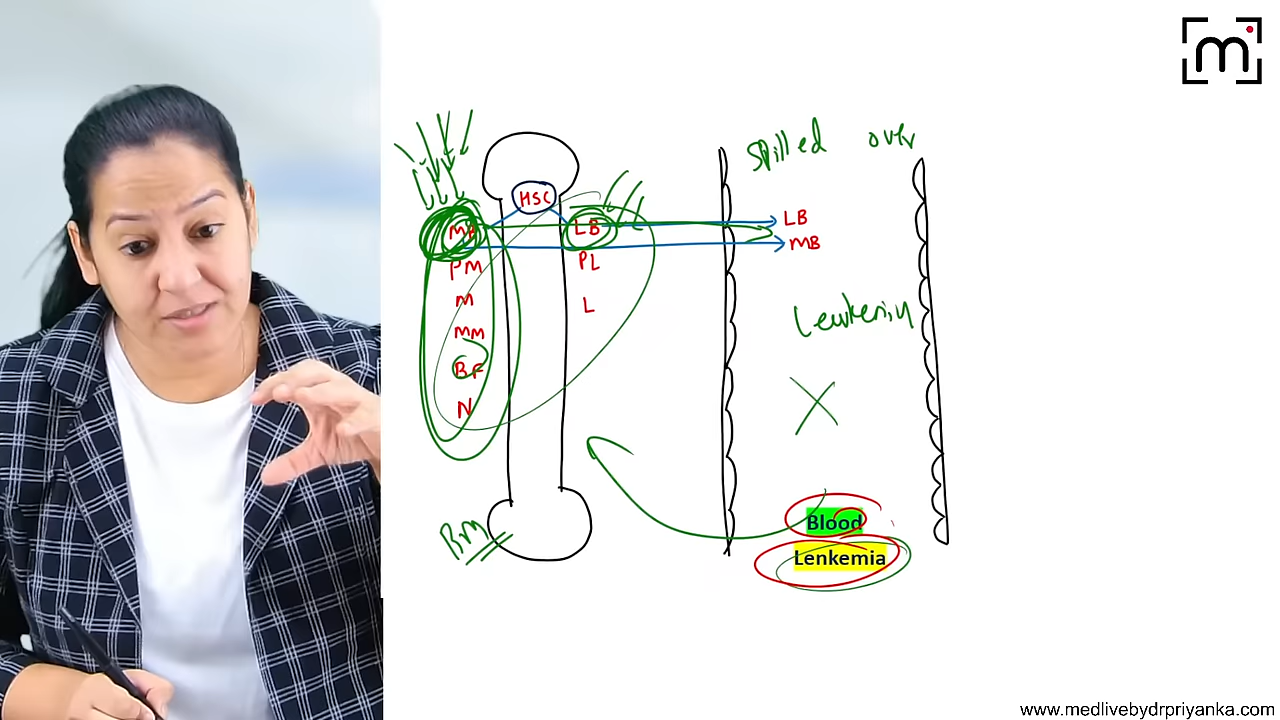 m
spilled over
HSC
MB LB
LB
MB
PM PL
M L
MM
BF
N
Leukemia
BM
Blood
Lenkemia
www.medlivebydrpriyanka.com